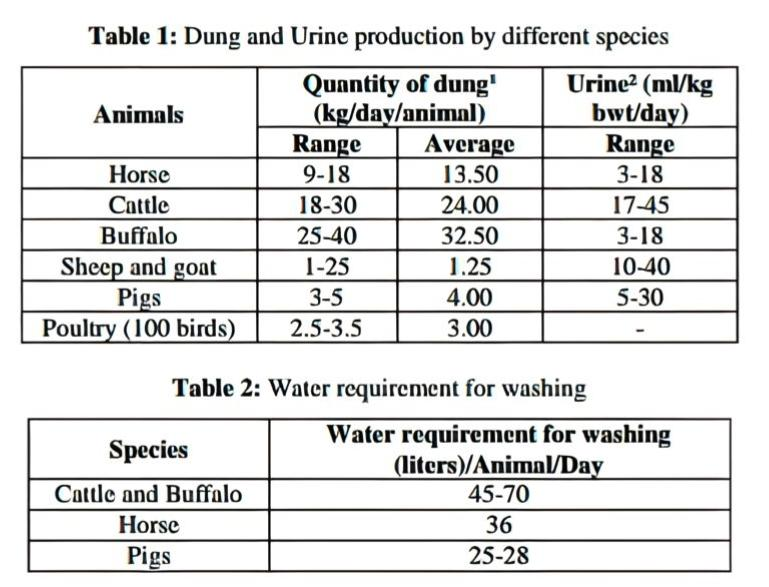 Table 1: Dung and Urine production by different species
Animals Quantity of dung¹ (kg/day/animal) Urine² (ml/kg bwt/day)
Range Average Range
Horse 9-18 13.50 3-18
Cattle 18-30 24.00 17-45
Buffalo 25-40 32.50 3-18
Sheep and goat 1-25 1.25 10-40
Pigs 3-5 4.00 5-30
Poultry (100 birds) 2.5-3.5 3.00 -
Table 2: Water requirement for washing
Species Water requirement for washing
(liters)/Animal/Day
Cattle and Buffalo 45-70
Horse 36
Pigs 25-28